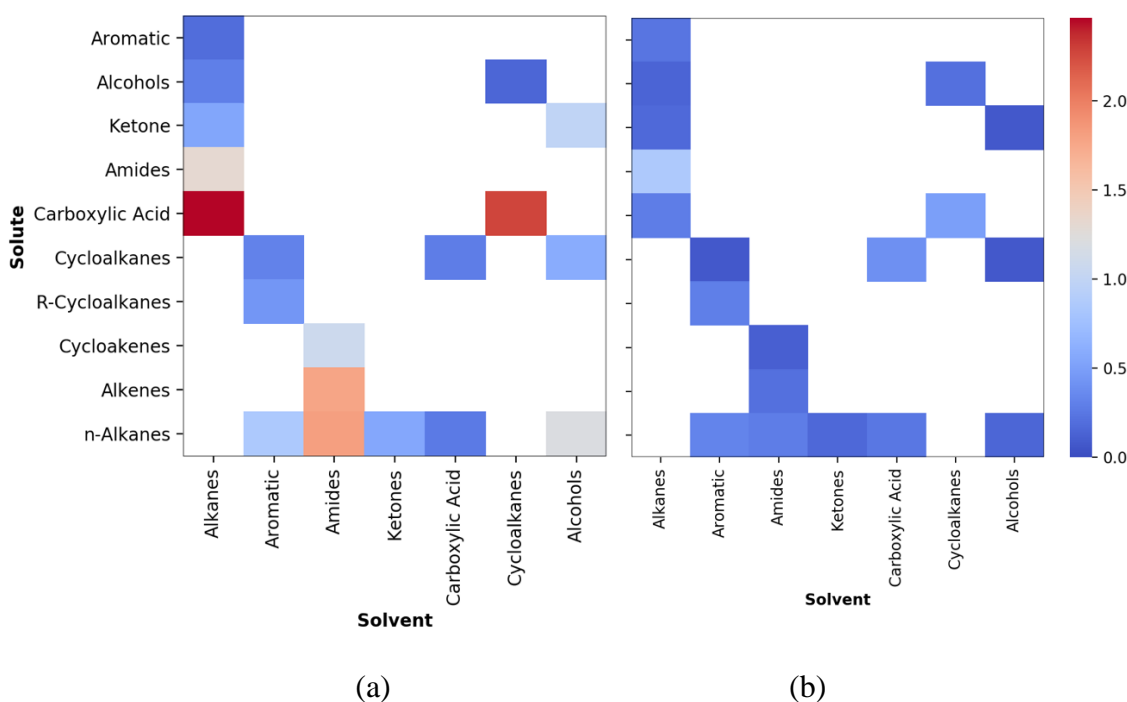 Solute
Aromatic
Alcohols
Ketone
Amides
Carboxylic Acid
Cycloalkanes
R-Cycloalkanes
Cycloakenes
Alkenes
n-Alkanes
Alkanes
Aromatic
Amides
Ketones
Carboxylic Acid
Cycloalkanes
Alcohols
Solvent
(a)
Alkanes
Aromatic
Amides
Ketones
Carboxylic Acid
Cycloalkanes
Alcohols
Solvent
(b)
2.0
1.5
1.0
0.5
0.0